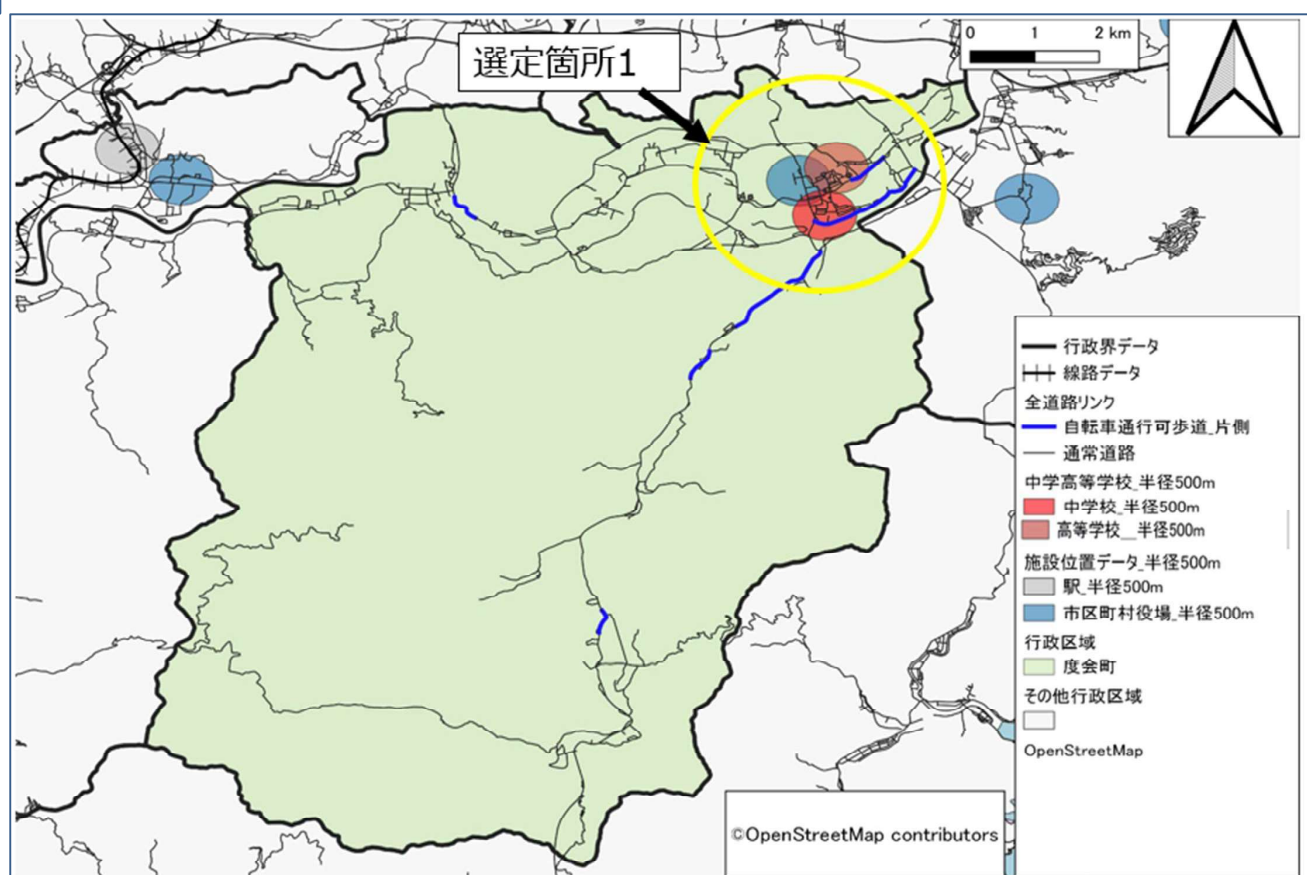 選定箇所1
0 1 2 km
行政界データ
線路データ
全道路リンク
自転車通行可歩道_片側
通常道路
中学高等学校_半径500m
中学校_半径500m
高等学校__半径500m
施設位置データ_半径500m
駅_半径500m
市区町村役場_半径500m
行政区域
度会町
その他行政区域
OpenStreetMap
©OpenStreetMap contributors